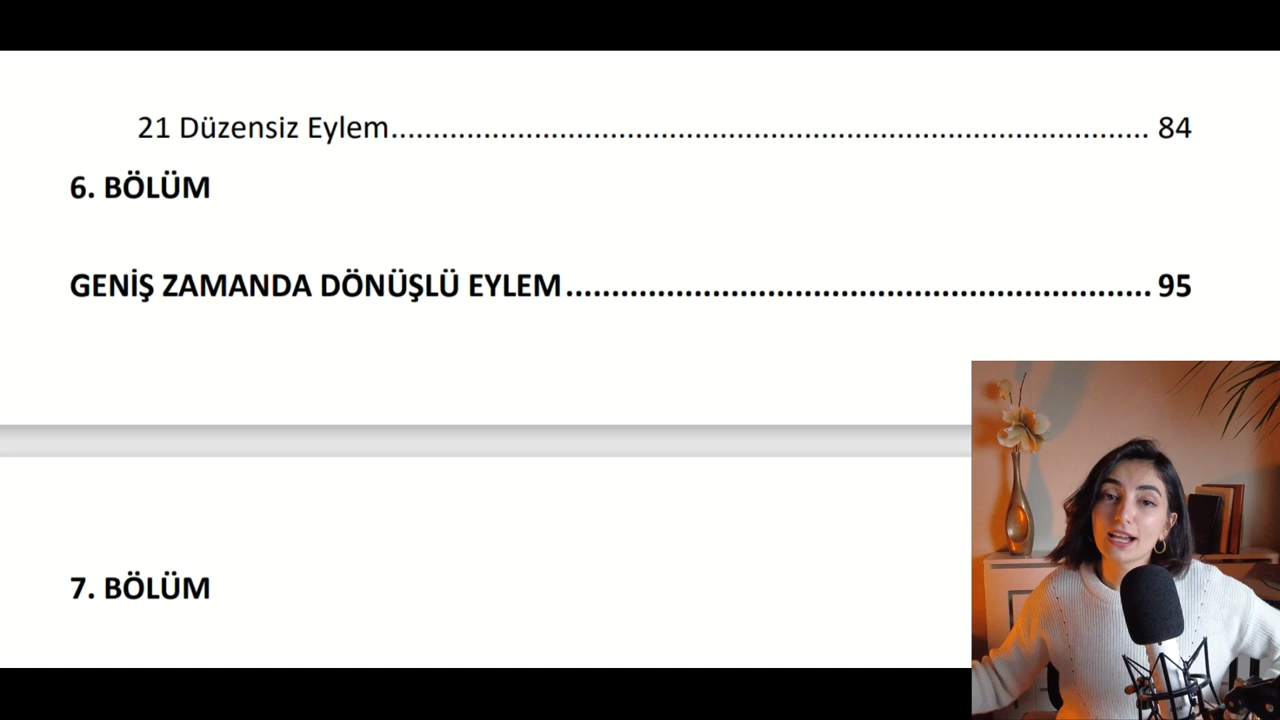 21 Düzensiz Eylem........................................................................................... 84
6. BÖLÜM
GENİŞ ZAMANDA DÖNÜŞLÜ EYLEM................................................................ 95
7. BÖLÜM